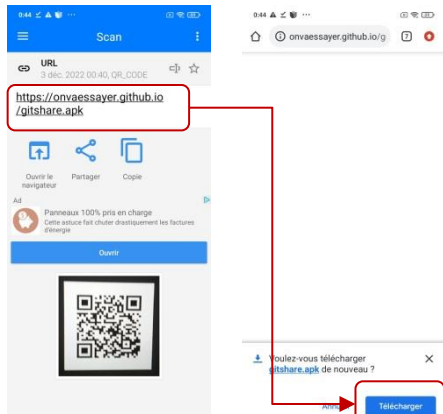 0:44
Scan
URL
3 déc. 2022 00:40, QR_CODE
https://onvaessayer.github.io
/gitshare.apk
Ouvrir le
navigateur
Partager
Copie
Ad
Panneaux 100% pris en charge
Cette astuce fait chuter drastiquement les factures
d'énergie
Ouvrir
0:44
onvaessayer.github.io/g
7
Voulez-vous télécharger
gitshare.apk de nouveau ?
Annuler
Télécharger